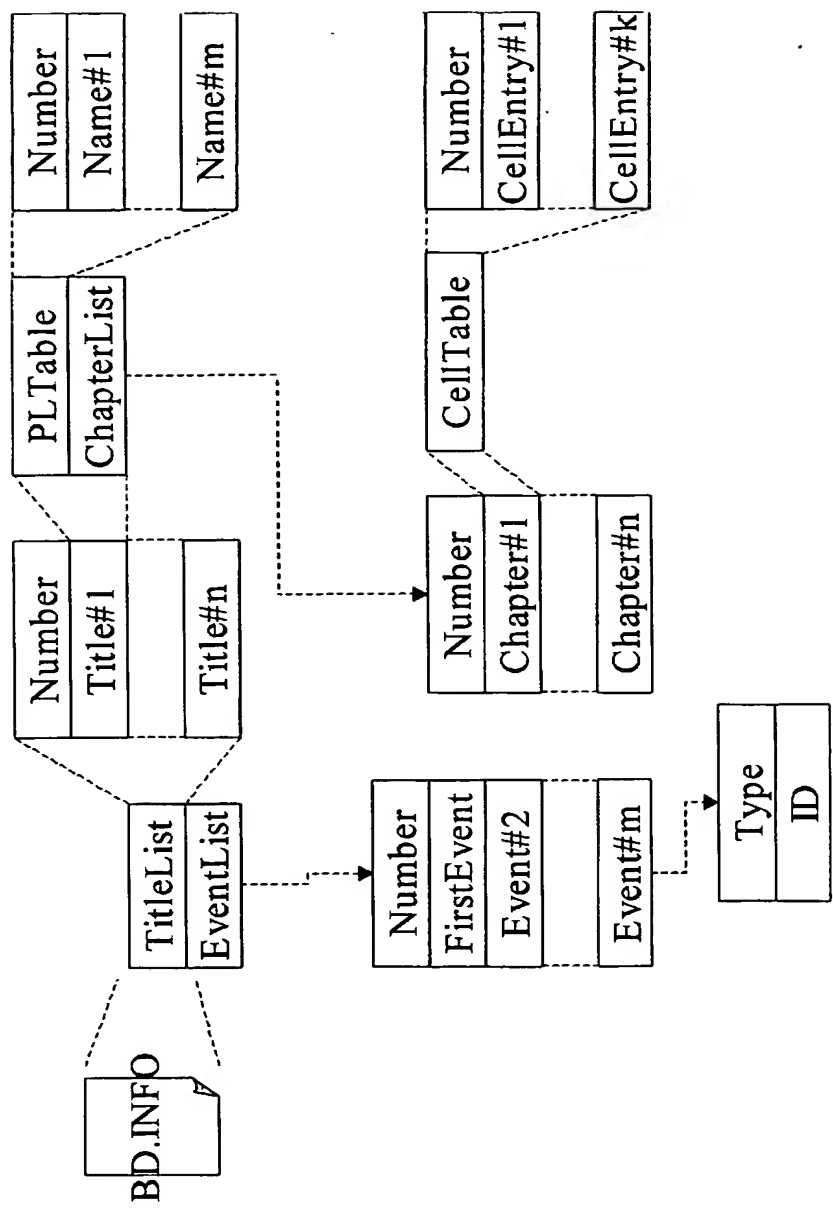 BD.INFO
TitleList
EventList
Number
Title#1
Title#n
PLTable
ChapterList
Number
Name#1
Name#m
Number
FirstEvent
Event#2
Event#m
Type
ID
Number
Chapter#1
Chapter#n
CellTable
Number
CellEntry#1
CellEntry#k